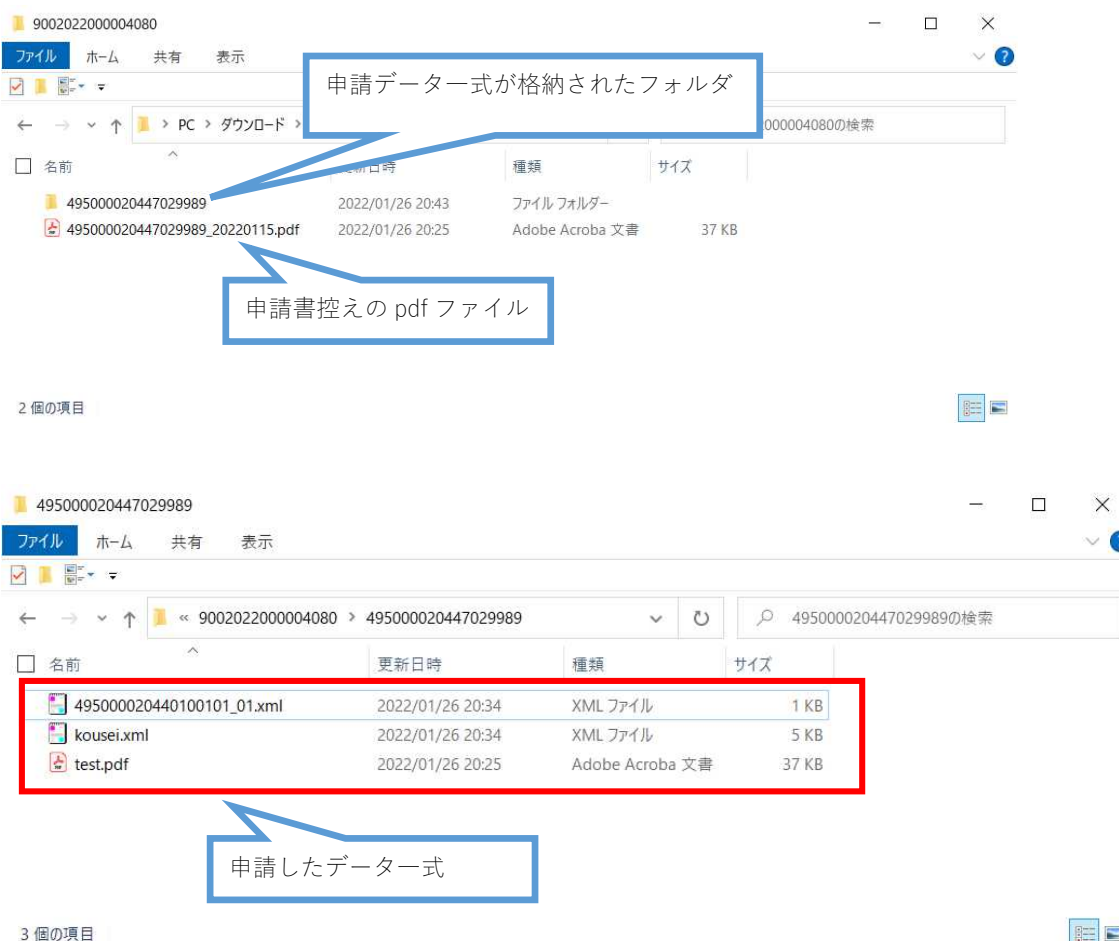 9002022000004080
ファイル ホーム 共有 表示
申請データ一式が格納されたフォルダ
PC > ダウンロード >
000004080の検索
名前 更新日時 種類 サイズ
495000020447029989 2022/01/26 20:43 ファイル フォルダー
495000020447029989_20220115.pdf 2022/01/26 20:25 Adobe Acroba 文書 37 KB
申請書控えの pdf ファイル
2 個の項目
495000020447029989
ファイル ホーム 共有 表示
« 9002022000004080 > 495000020447029989 495000020447029989の検索
名前 更新日時 種類 サイズ
495000020440100101_01.xml 2022/01/26 20:34 XML ファイル 1 KB
kousei.xml 2022/01/26 20:34 XML ファイル 5 KB
test.pdf 2022/01/26 20:25 Adobe Acroba 文書 37 KB
申請したデータ一式
3 個の項目